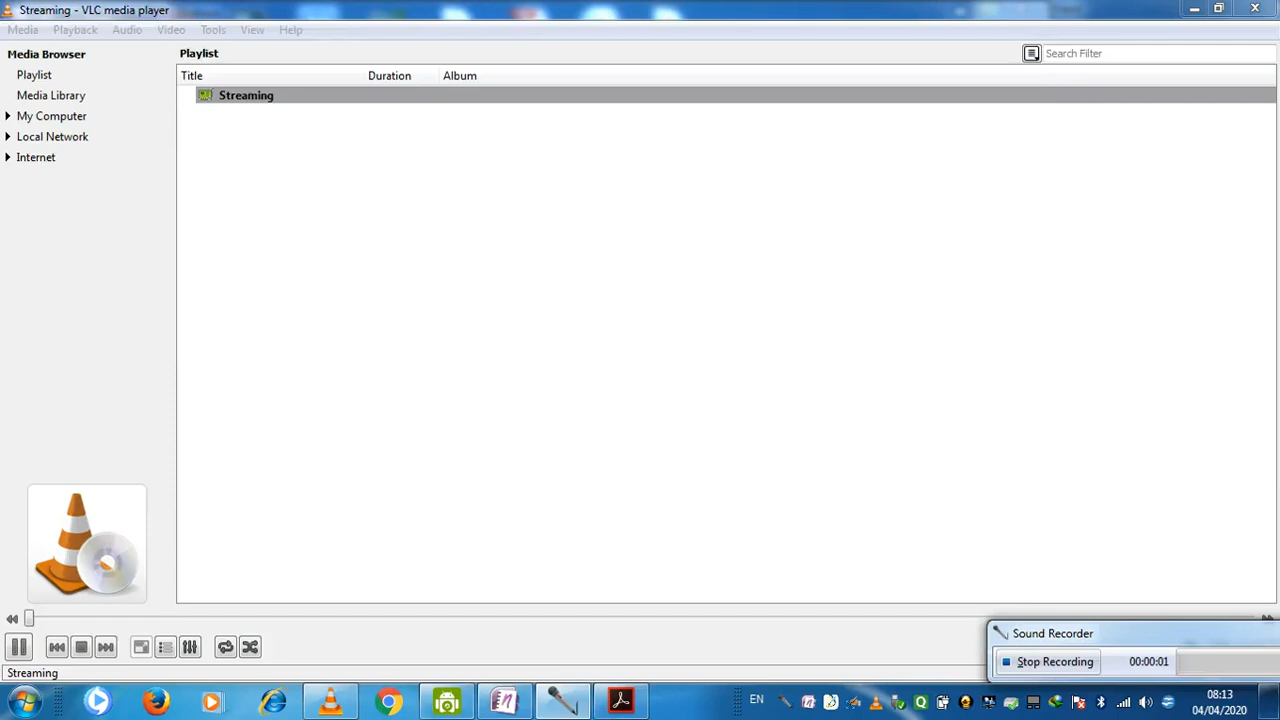 Streaming - VLC media player
Media Playback Audio Video Tools View Help
Media Browser
Playlist
Media Library
My Computer
Local Network
Internet
Playlist
Search Filter
Title Duration Album
Streaming
Sound Recorder
Stop Recording 00:00:01
Streaming
EN
08:13
04/04/2020